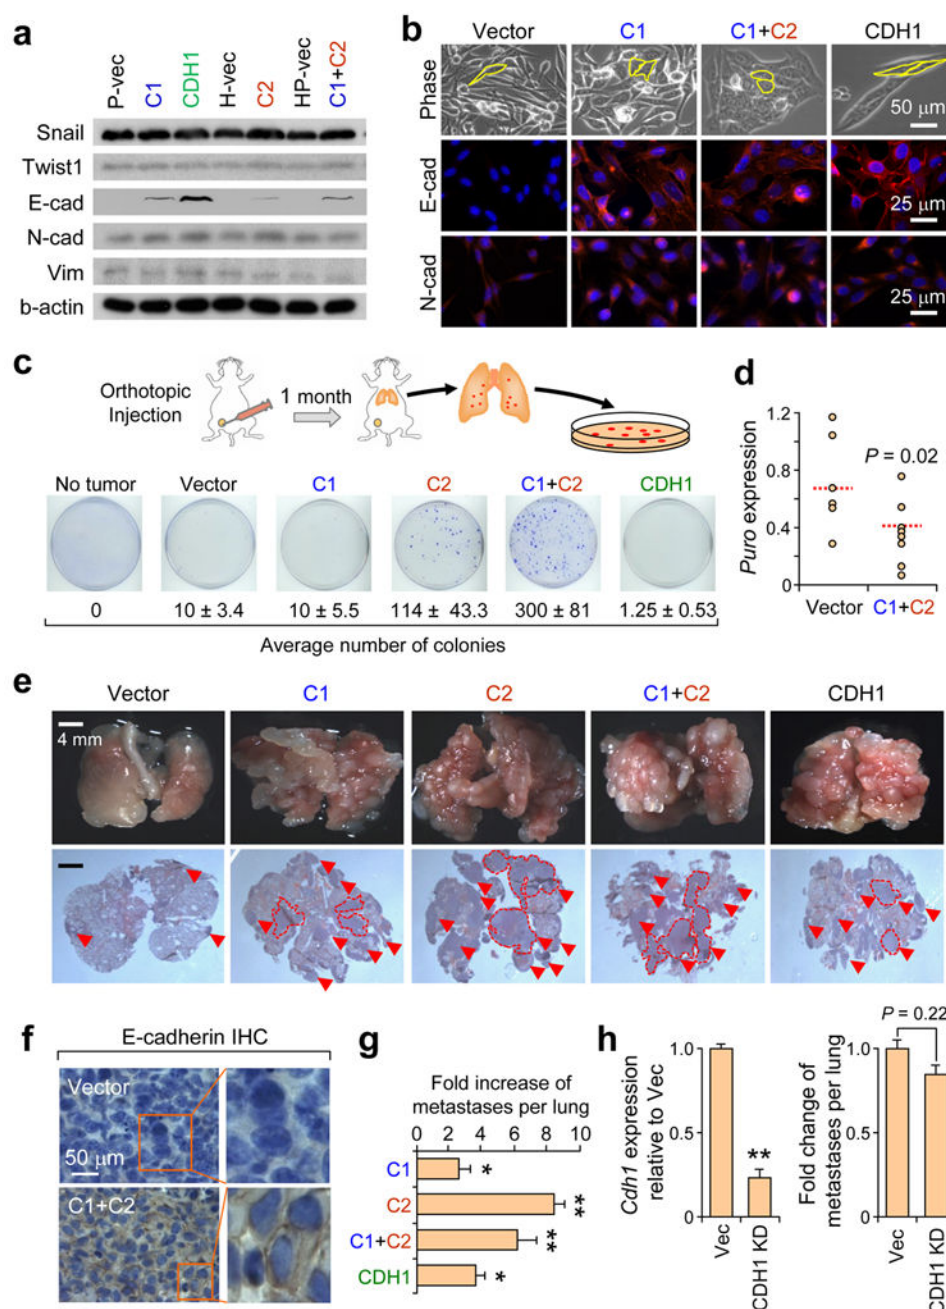 a
P-vec
C1
CDH1
H-vec
C2
HP-vec
C1+C2
Snail
Twist1
E-cad
N-cad
Vim
b-actin
b
Vector C1 C1+C2 CDH1
Phase
50 μm
E-cad
25 μm
N-cad
25 μm
c
Orthotopic
Injection
1 month
No tumor Vector C1 C2 C1+C2 CDH1
0 10 ± 3.4 10 ± 5.5 114 ± 43.3 300 ± 81 1.25 ± 0.53
Average number of colonies
d
Puro expression
1.2
0.8
0.4
0
P = 0.02
Vector C1+C2
e
Vector C1 C2 C1+C2 CDH1
4 mm
f
E-cadherin IHC
Vector
50 μm
C1+C2
g
Fold increase of
metastases per lung
0 2 4 6 8 10
C1 *
C2 **
C1+C2 **
CDH1 *
h
Cdh1 expression
relative to Vec
1.0
0.5
0
**
Vec
CDH1 KD
Fold change of
metastases per lung
P = 0.22
1.0
0.5
0
Vec
CDH1 KD